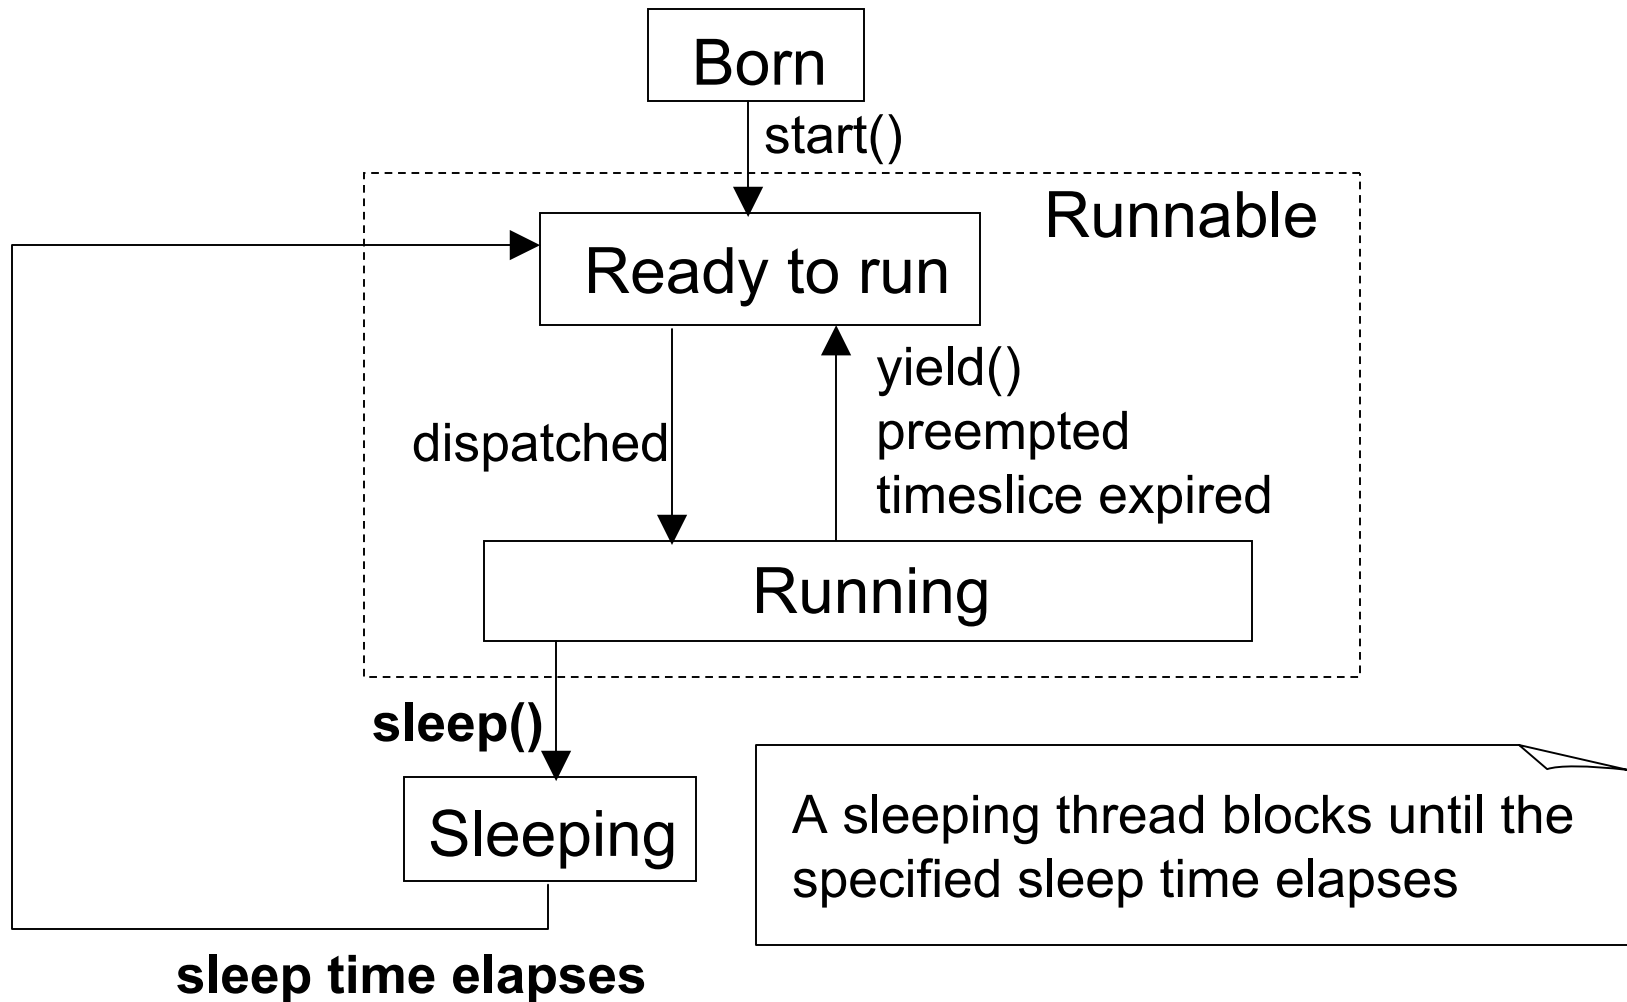 Born
start()
Runnable
Ready to run
yield()
preempted
dispatched
timeslice expired
Running
sleep()
Sleeping
A sleeping thread blocks until the
specified sleep time elapses
sleep time elapses